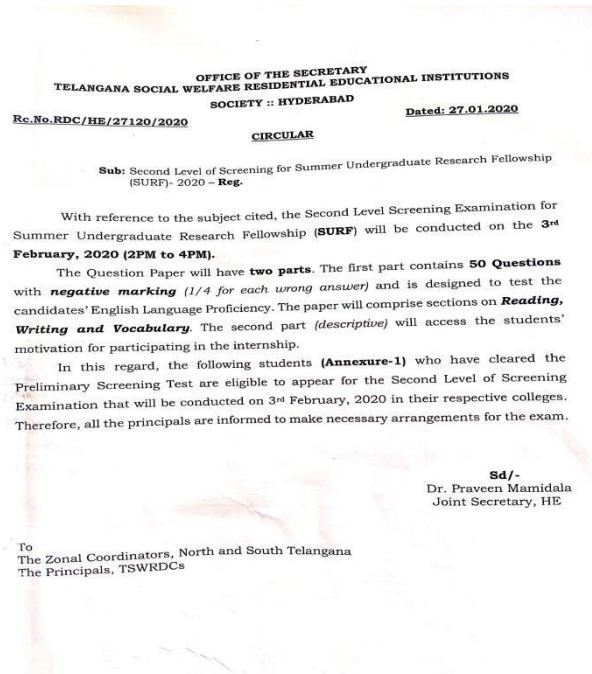 OFFICE OF THE SECRETARY
TELANGANA SOCIAL WELFARE RESIDENTIAL EDUCATIONAL INSTITUTIONS
SOCIETY :: HYDERABAD
Rc.No.RDC/HE/27120/2020
Dated: 27.01.2020
CIRCULAR
Sub: Second Level of Screening for Summer Undergraduate Research Fellowship
(SURF)- 2020 – Reg.
With reference to the subject cited, the Second Level Screening Examination for
Summer Undergraduate Research Fellowship (SURF) will be conducted on the 3rd
February, 2020 (2PM to 4PM).
The Question Paper will have two parts. The first part contains 50 Questions
with negative marking (1/4 for each wrong answer) and is designed to test the
candidates' English Language Proficiency. The paper will comprise sections on Reading,
Writing and Vocabulary. The second part (descriptive) will access the students'
motivation for participating in the internship.
In this regard, the following students (Annexure-1) who have cleared the
Preliminary Screening Test are eligible to appear for the Second Level of Screening
Examination that will be conducted on 3rd February, 2020 in their respective colleges.
Therefore, all the principals are informed to make necessary arrangements for the exam.
Sd/-
Dr. Praveen Mamidala
Joint Secretary, HE
To
The Zonal Coordinators, North and South Telangana
The Principals, TSWRDCs